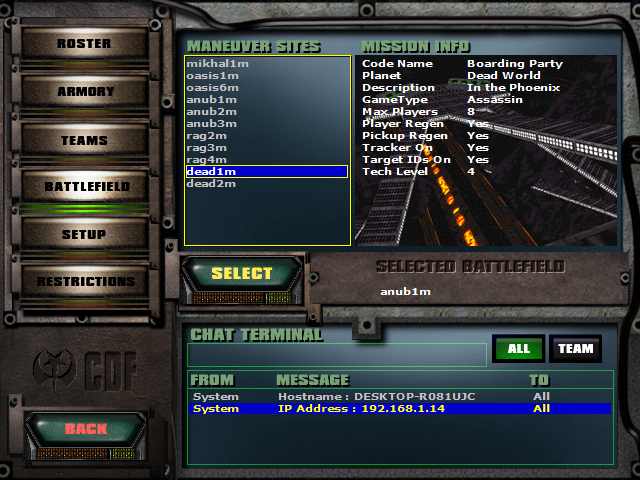 ROSTER
ARMORY
TEAMS
BATTLEFIELD
SETUP
RESTRICTIONS
CDF
BACK
MANEUVER SITES
mikhal1m
oasis1m
oasis6m
anub1m
anub2m
anub3m
rag2m
rag3m
rag4m
dead1m
dead2m
SELECT
MISSION INFO
Code Name Boarding Party
Planet Dead World
Description In the Phoenix
GameType Assassin
Max Players 8
Player Regen Yes
Pickup Regen Yes
Tracker On Yes
Target IDs On Yes
Tech Level 4
SELECTED BATTLEFIELD
anub1m
CHAT TERMINAL
ALL TEAM
FROM MESSAGE TO
System Hostname : DESKTOP-R081UJC All
System IP Address : 192.168.1.14 All